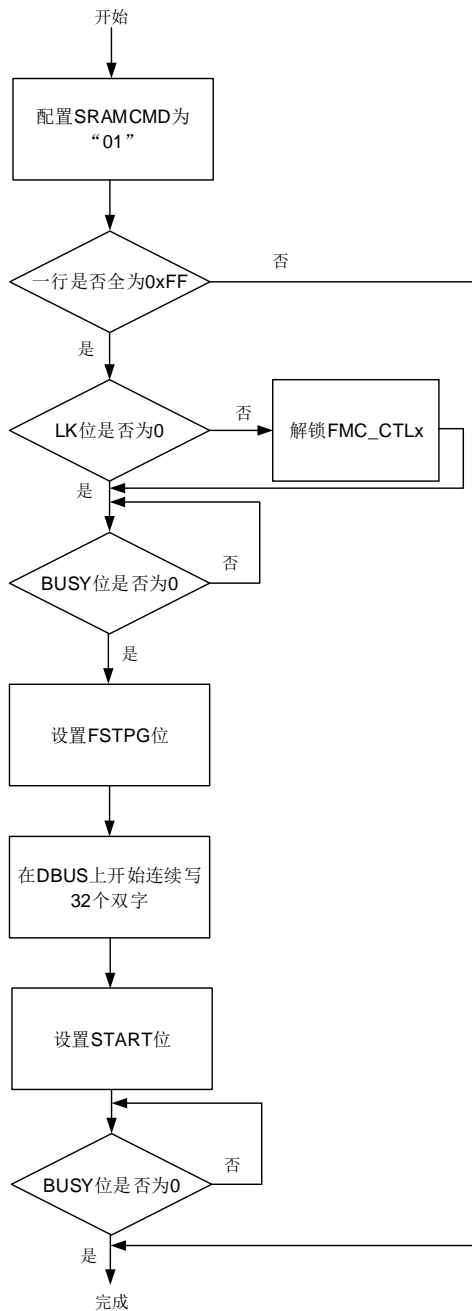 开始
配置SRAMCMD为
“01”
一行是否全为0xFF
否
是
LK位是否为0
否
解锁FMC_CTLx
是
BUSY位是否为0
否
是
设置FSTPG位
在DBUS上开始连续写
32个双字
设置START位
BUSY位是否为0
否
是
完成